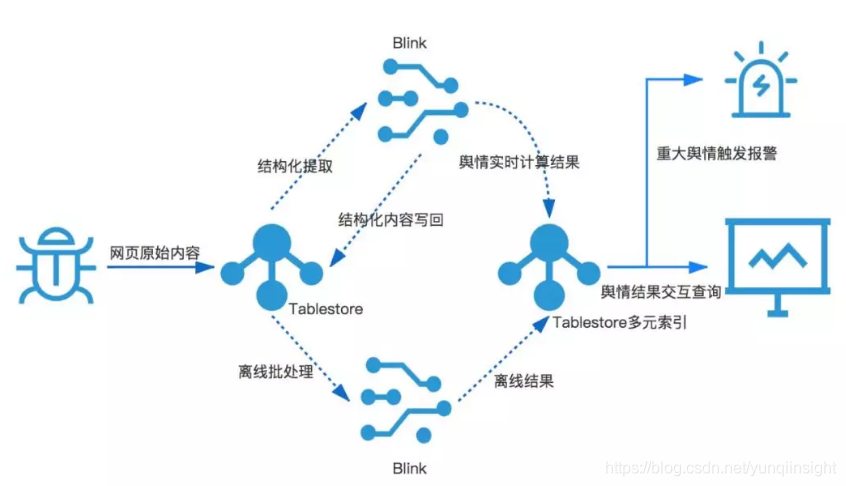 Blink
结构化提取
舆情实时计算结果
重大舆情触发报警
结构化内容写回
网页原始内容
Tablestore
舆情结果交互查询
Tablestore多元索引
离线批处理
离线结果
Blink
https://blog.csdn.net/yunqiinsight